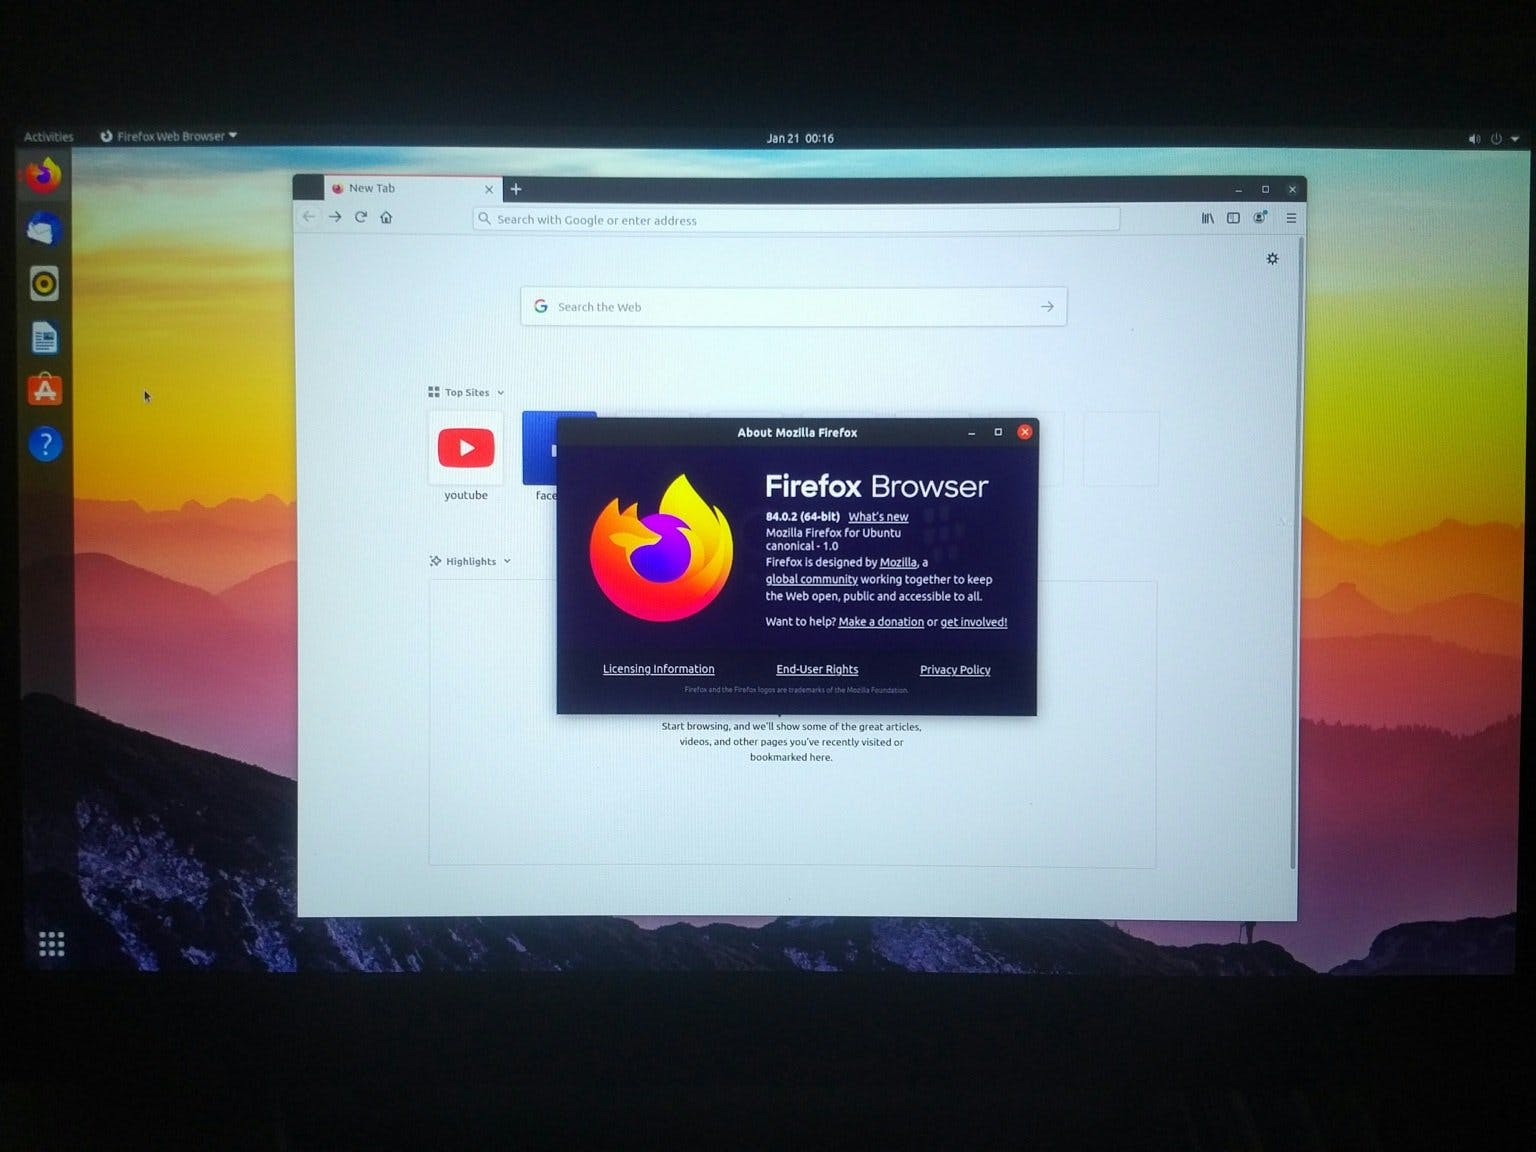 Activities
Firefox Web Browser
Jan 21 00:16
New Tab
Search with Google or enter address
Search the Web
Top Sites
youtube
face
Highlights
About Mozilla Firefox
Firefox Browser
84.0.2 (64-bit) What's new
Mozilla Firefox for Ubuntu
canonical - 1.0
Firefox is designed by Mozilla, a
global community working together to keep
the Web open, public and accessible to all.
Want to help? Make a donation or get involved!
Licensing Information End-User Rights Privacy Policy
Firefox and the Firefox logos are trademarks of the Mozilla Foundation.
Start browsing, and we'll show some of the great articles,
videos, and other pages you've recently visited or
bookmarked here.